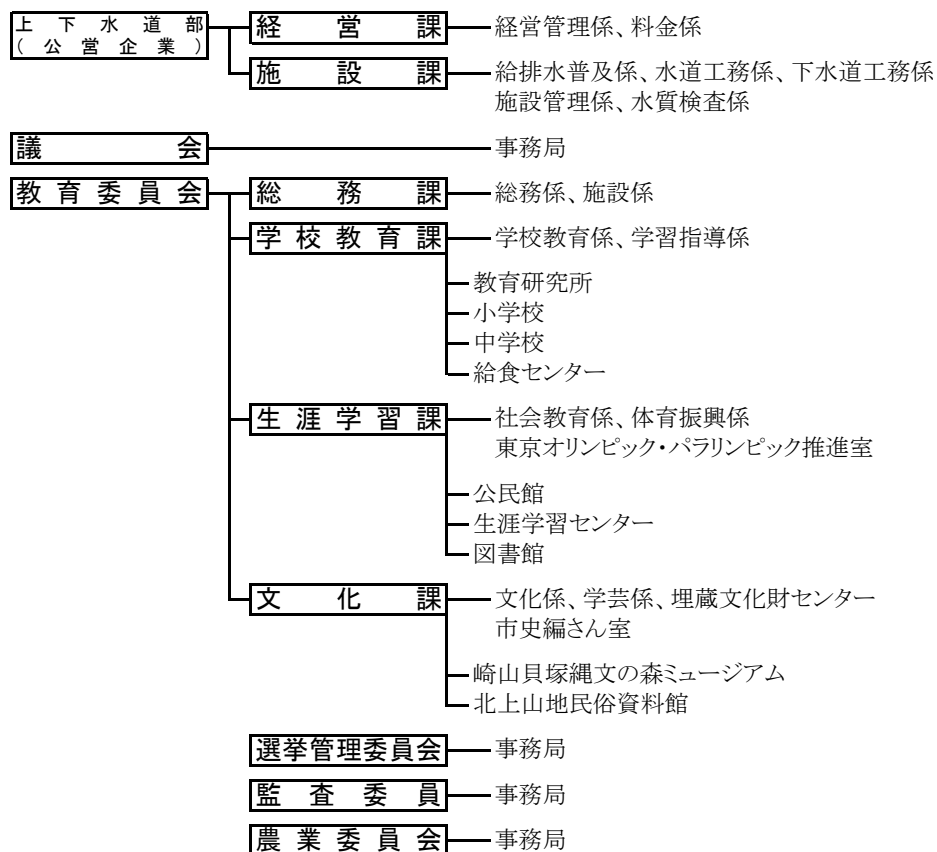 上下水道部 経営課 経営管理係、料金係
(公営企業)
施設課 給排水普及係、水道工務係、下水道工務係
施設管理係、水質検査係
議会 事務局
教育委員会 総務課 総務係、施設係
学校教育課 学校教育係、学習指導係
教育研究所
小学校
中学校
給食センター
生涯学習課 社会教育係、体育振興係
東京オリンピック・パラリンピック推進室
公民館
生涯学習センター
図書館
文化課 文化係、学芸係、埋蔵文化財センター
市史編さん室
崎山貝塚縄文の森ミュージアム
北上山地民俗資料館
選挙管理委員会 事務局
監査委員 事務局
農業委員会 事務局